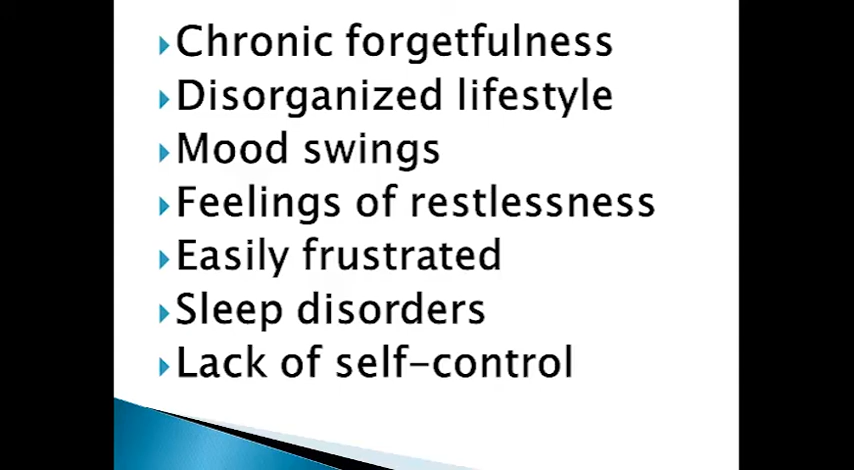 Chronic forgetfulness
Disorganized lifestyle
Mood swings
Feelings of restlessness
Easily frustrated
Sleep disorders
Lack of self-control